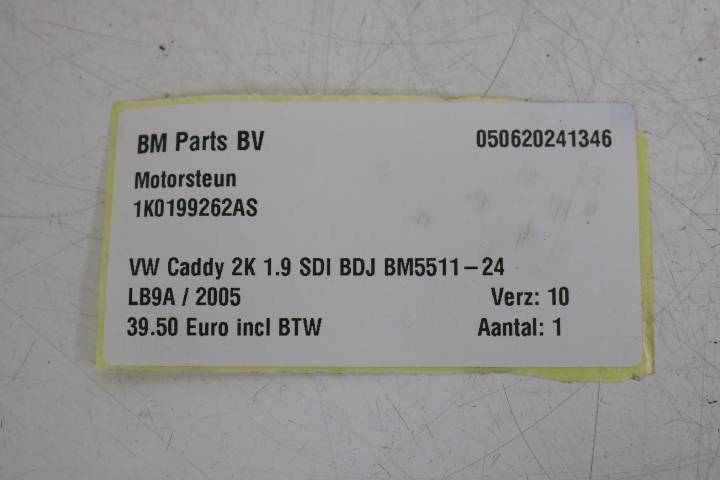 BM Parts BV 050620241346
Motorsteun
1K0199262AS
VW Caddy 2K 1.9 SDI BDJ BM5511-24
LB9A / 2005 Verz: 10
39.50 Euro incl BTW Aantal: 1